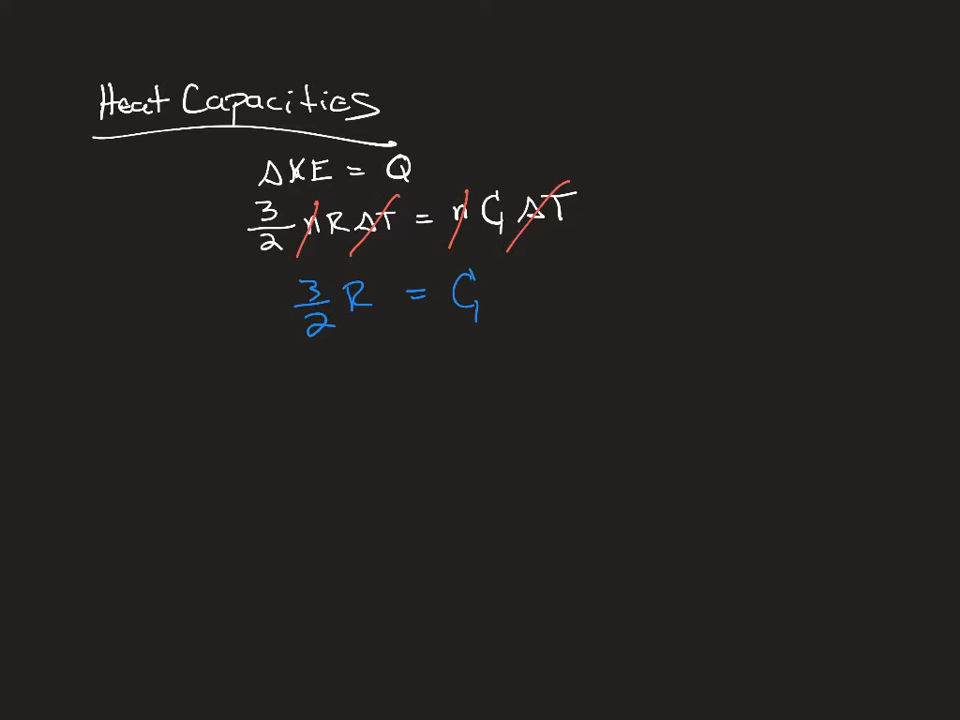 Heat Capacities
ΔKE = Q
3/2 nRΔT = nCΔT
3/2 R = C